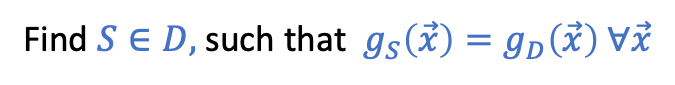 Find S ∈ D, such that g_S(x⃗) = g_D(x⃗) ∀x⃗